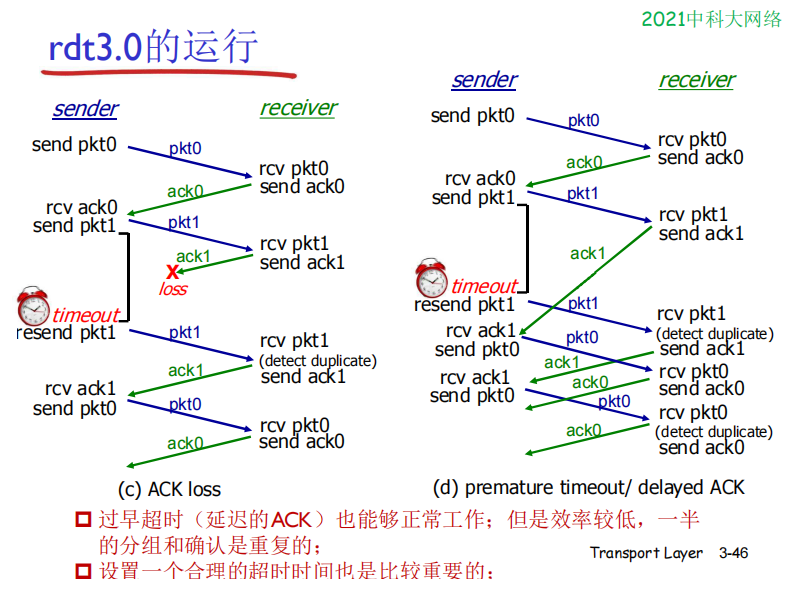 2021中科大网络
rdt3.0的运行
sender
receiver
send pkt0
pkt0
rcv pkt0
send ack0
ack0
rcv ack0
send pkt1
pkt1
rcv pkt1
send ack1
ack1
X
loss
timeout
resend pkt1
pkt1
rcv pkt1
(detect duplicate)
send ack1
ack1
rcv ack1
send pkt0
pkt0
rcv pkt0
send ack0
ack0
(c) ACK loss
sender
receiver
send pkt0
pkt0
rcv pkt0
send ack0
ack0
rcv ack0
send pkt1
pkt1
rcv pkt1
send ack1
ack1
timeout
resend pkt1
pkt1
rcv pkt1
(detect duplicate)
send ack1
rcv ack1
send pkt0
pkt0
ack1
rcv pkt0
send ack0
ack0
rcv ack1
send pkt0
pkt0
rcv pkt0
(detect duplicate)
send ack0
ack0
(d) premature timeout/ delayed ACK
过早超时（延迟的ACK）也能够正常工作；但是效率较低，一半
的分组和确认是重复的；
设置一个合理的超时时间也是比较重要的；
Transport Layer 3-46